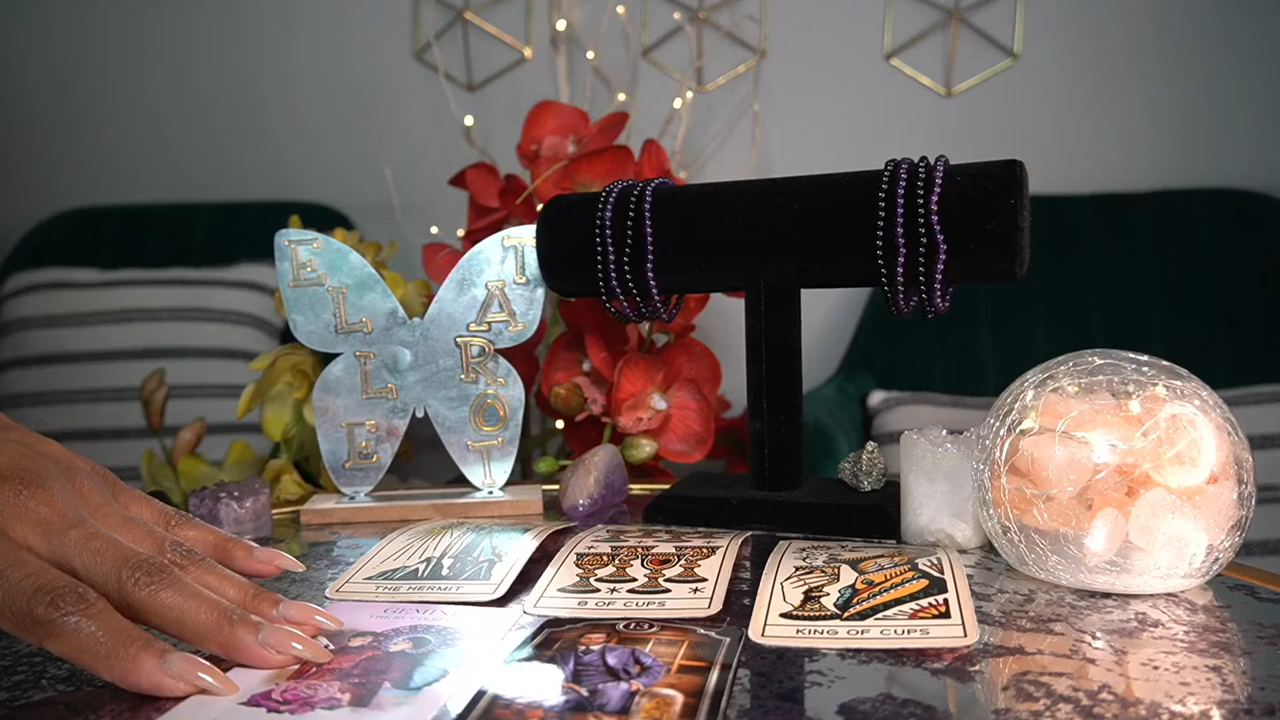 ELLE
TAROT
THE HERMIT
8 OF CUPS
KING OF CUPS
GEMINI
13